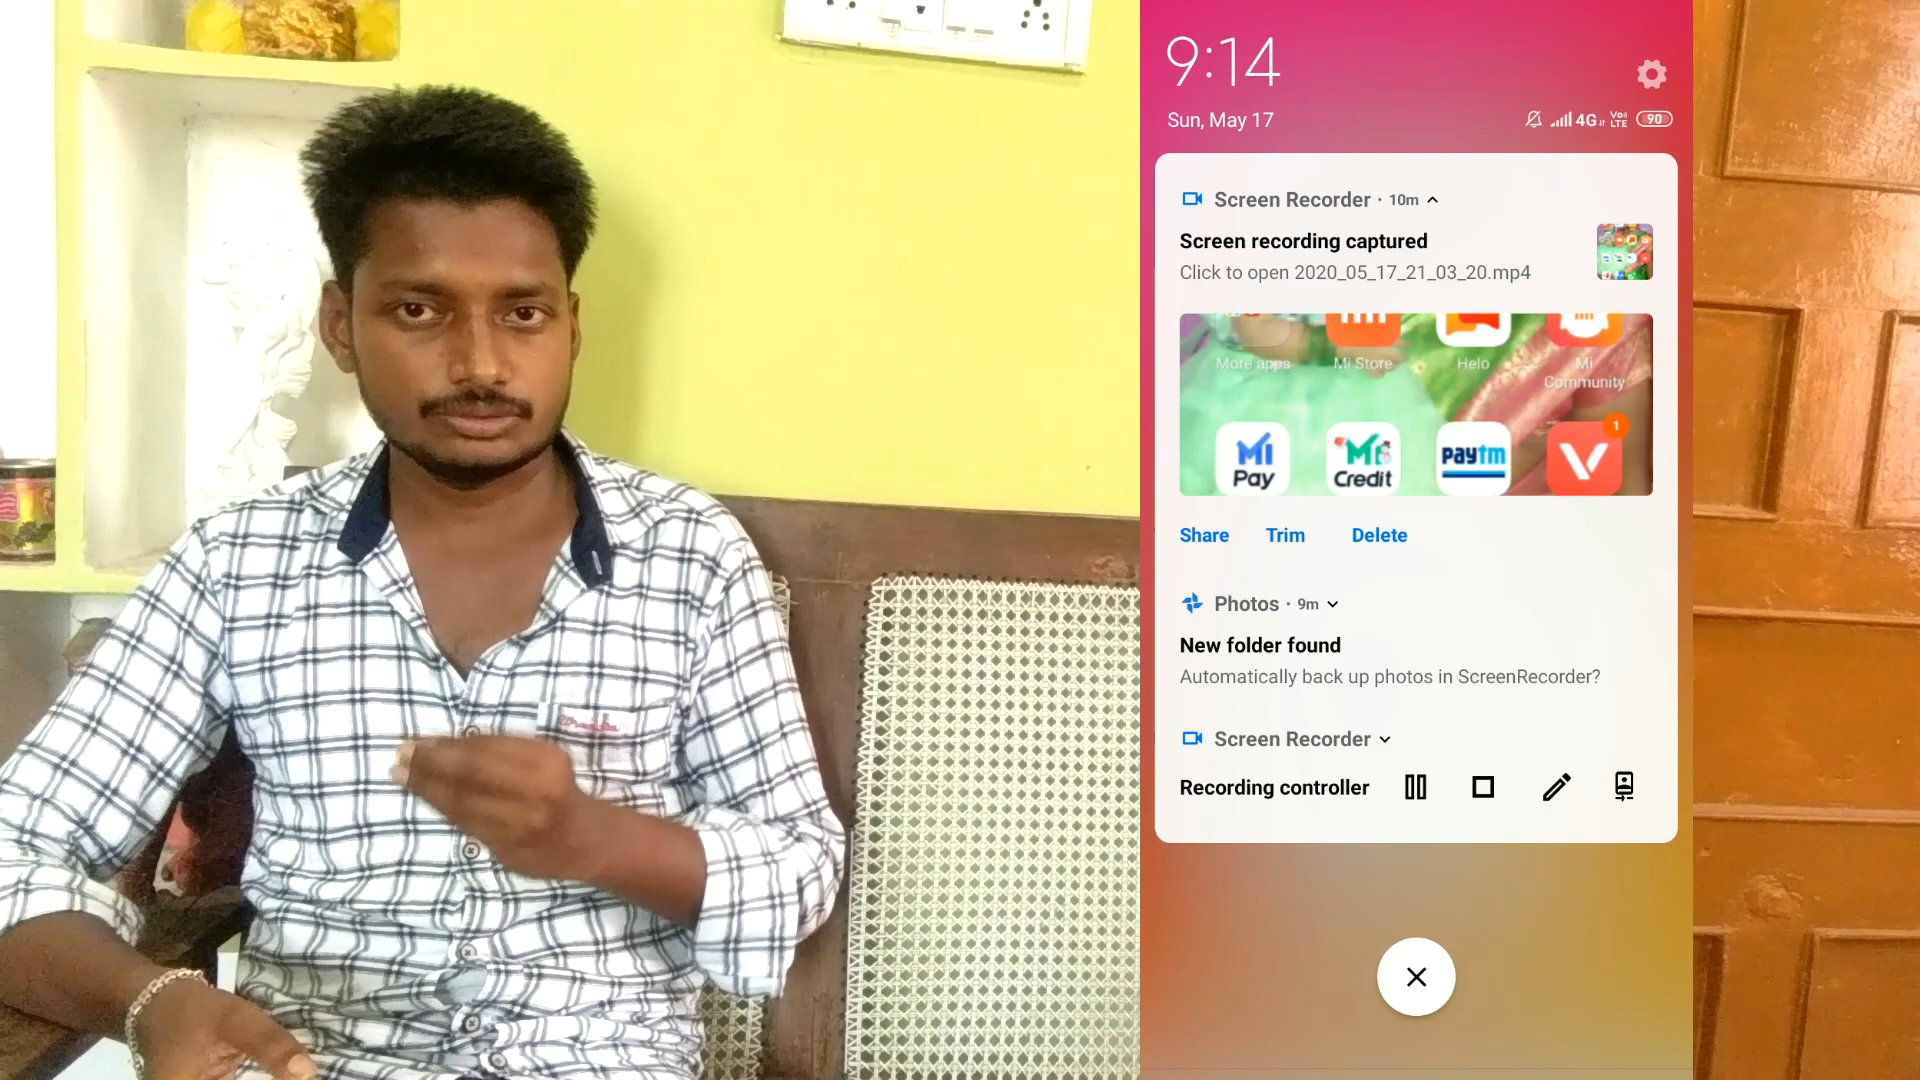 9:14
Sun, May 17
4G
Vo))
LTE
90
Screen Recorder · 10m
Screen recording captured
Click to open 2020_05_17_21_03_20.mp4
More apps
Mi Store
Helo
Mi
Community
1
Mi
Pay
Mi
Credit
paytm
Share
Trim
Delete
Photos · 9m
New folder found
Automatically back up photos in ScreenRecorder?
Screen Recorder
Recording controller